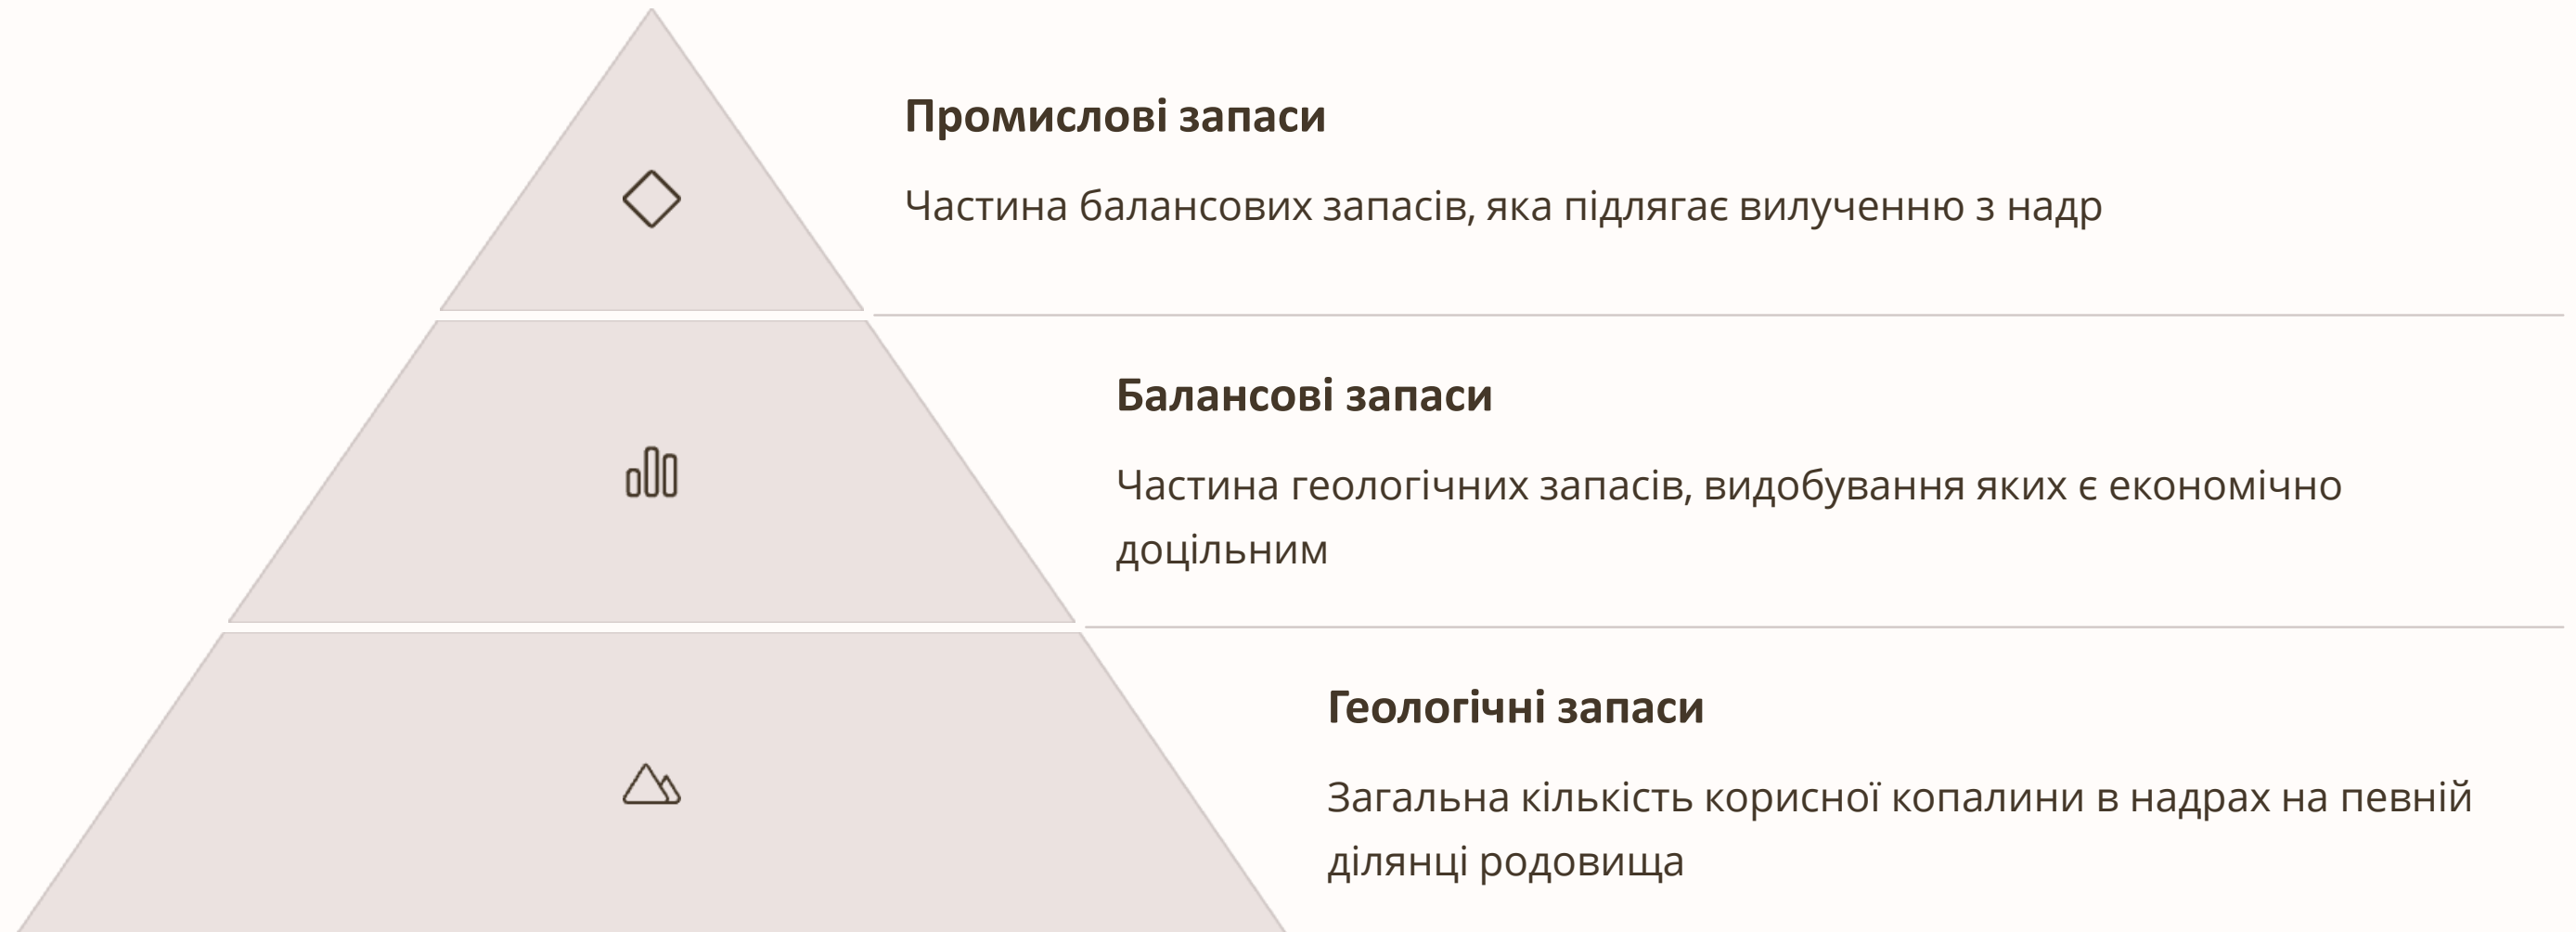 Промислові запаси
Частина балансових запасів, яка підлягає вилученню з надр
Балансові запаси
Частина геологічних запасів, видобування яких є економічно
доцільним
Геологічні запаси
Загальна кількість корисної копалини в надрах на певній
ділянці родовища